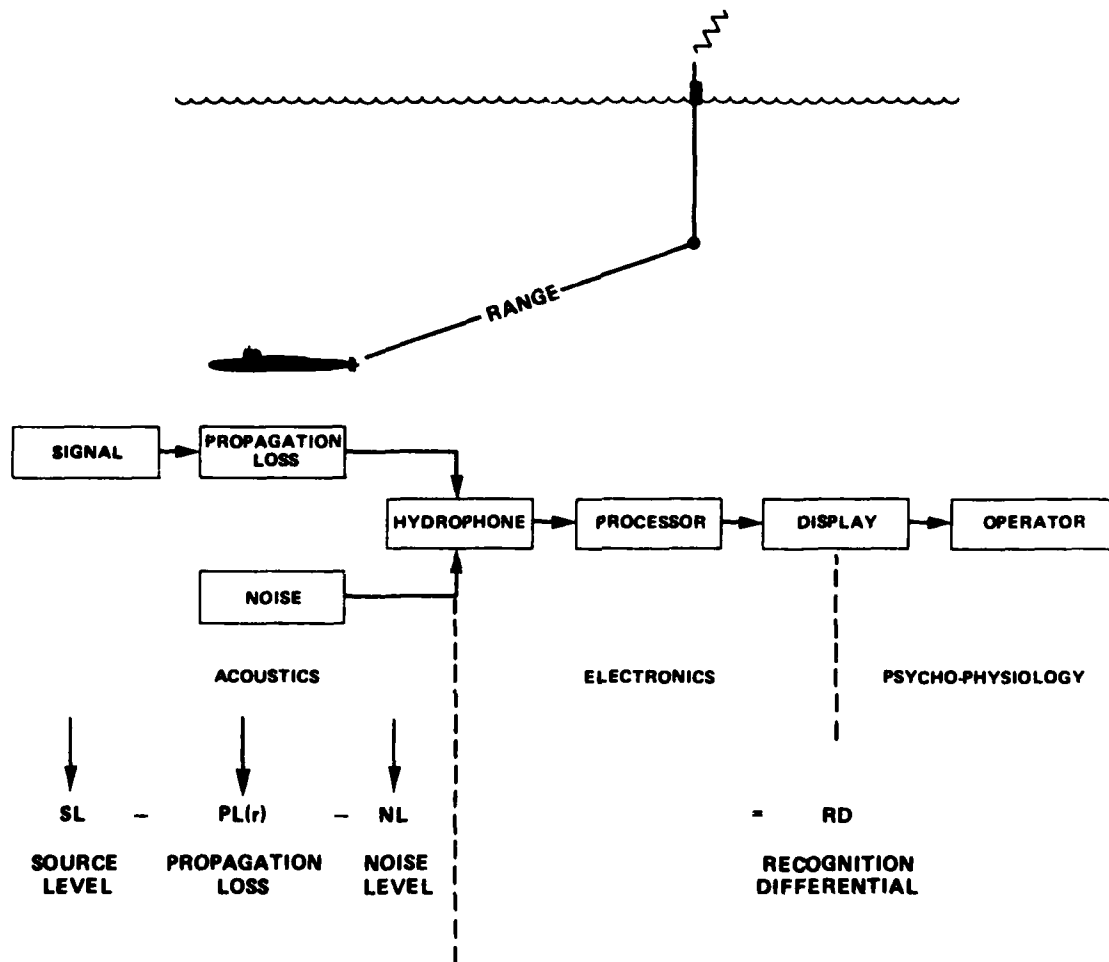 RANGE
SIGNAL
PROPAGATION
LOSS
HYDROPHONE
PROCESSOR
DISPLAY
OPERATOR
NOISE
ACOUSTICS
ELECTRONICS
PSYCHO-PHYSIOLOGY
SL – PL(r) – NL = RD
SOURCE
LEVEL
PROPAGATION
LOSS
NOISE
LEVEL
RECOGNITION
DIFFERENTIAL